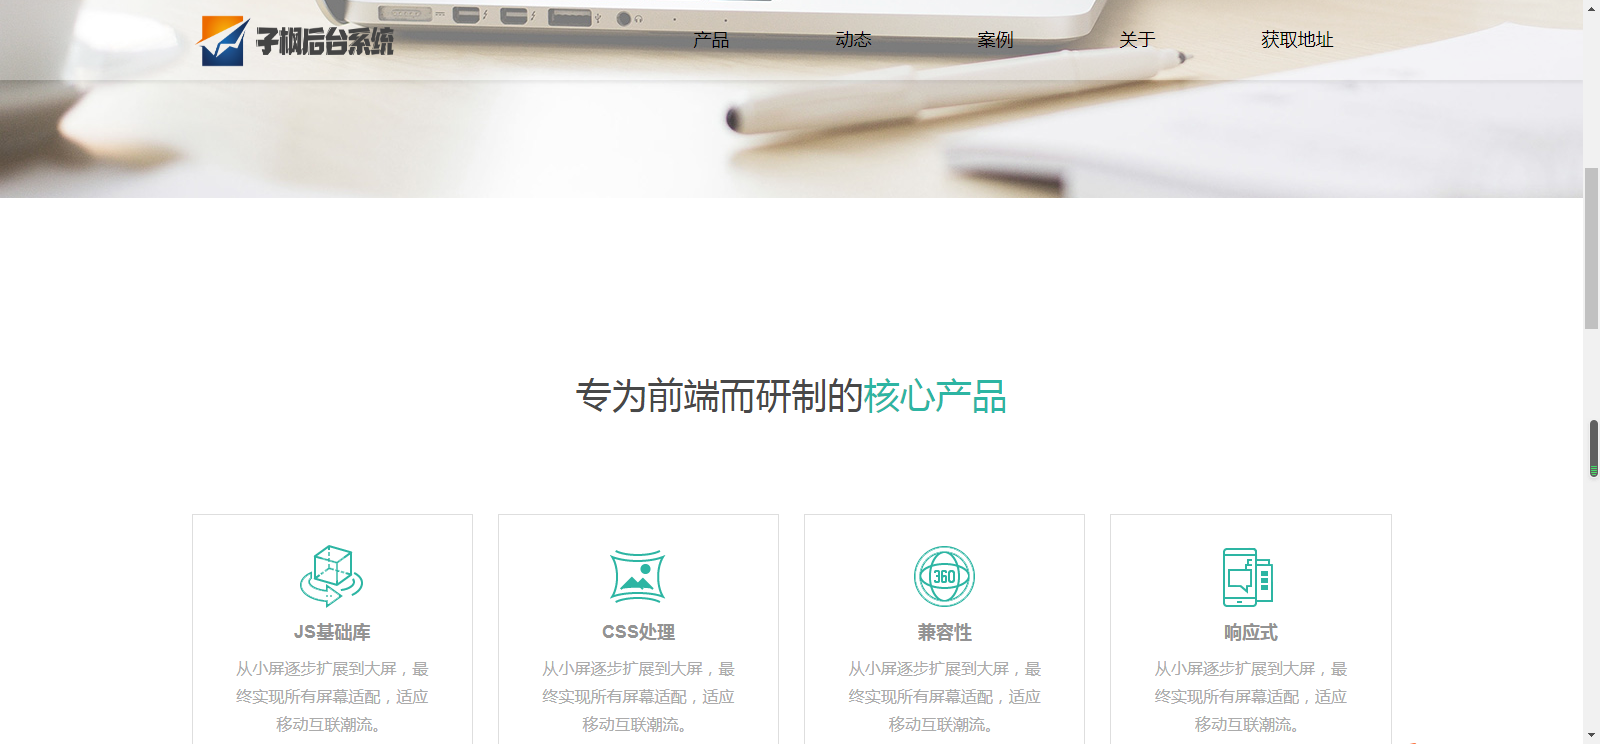 子枫后台系统
产品 动态 案例 关于 获取地址
专为前端而研制的核心产品
360
JS基础库
从小屏逐步扩展到大屏，最
终实现所有屏幕适配，适应
移动互联潮流。
CSS处理
从小屏逐步扩展到大屏，最
终实现所有屏幕适配，适应
移动互联潮流。
兼容性
从小屏逐步扩展到大屏，最
终实现所有屏幕适配，适应
移动互联潮流。
响应式
从小屏逐步扩展到大屏，最
终实现所有屏幕适配，适应
移动互联潮流。